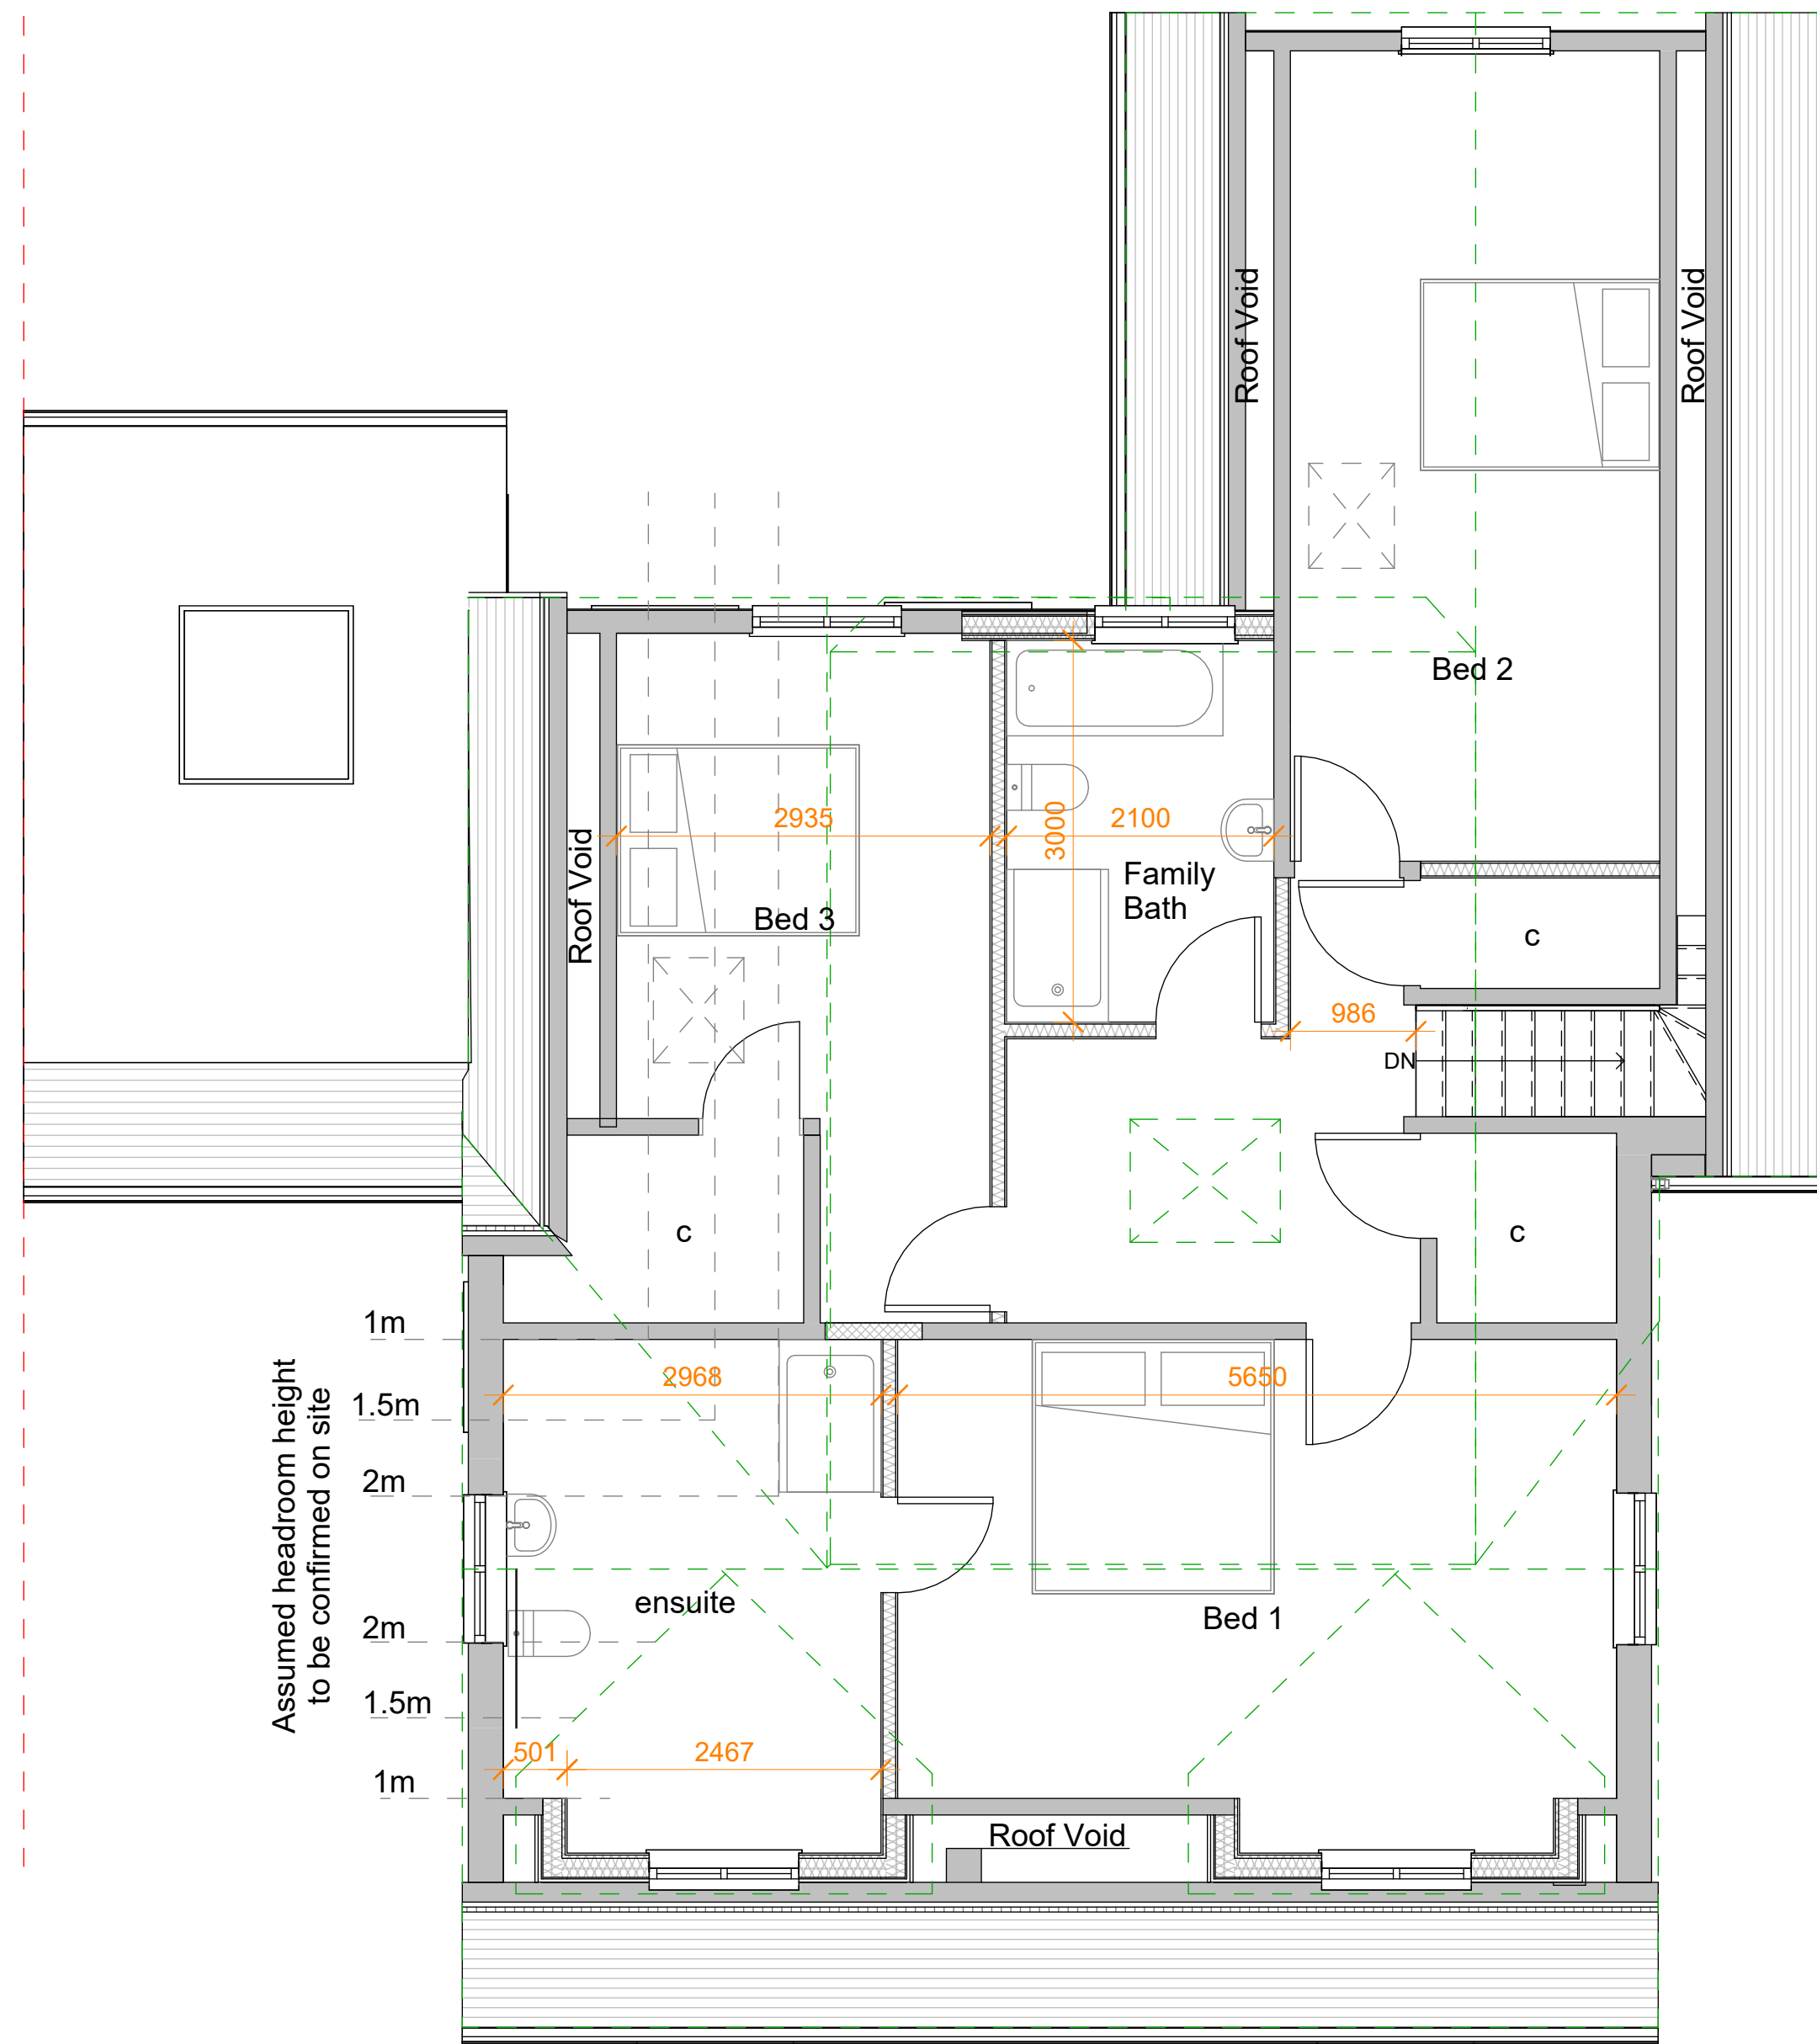 Roof Void
Roof Void
Bed 2
2935
2100
3000
Roof Void
Family
Bath
Bed 3
c
986
DN
c
c
1m
Assumed headroom height
to be confirmed on site
1.5m
2968
5650
2m
ensuite
Bed 1
2m
1.5m
501
2467
1m
Roof Void